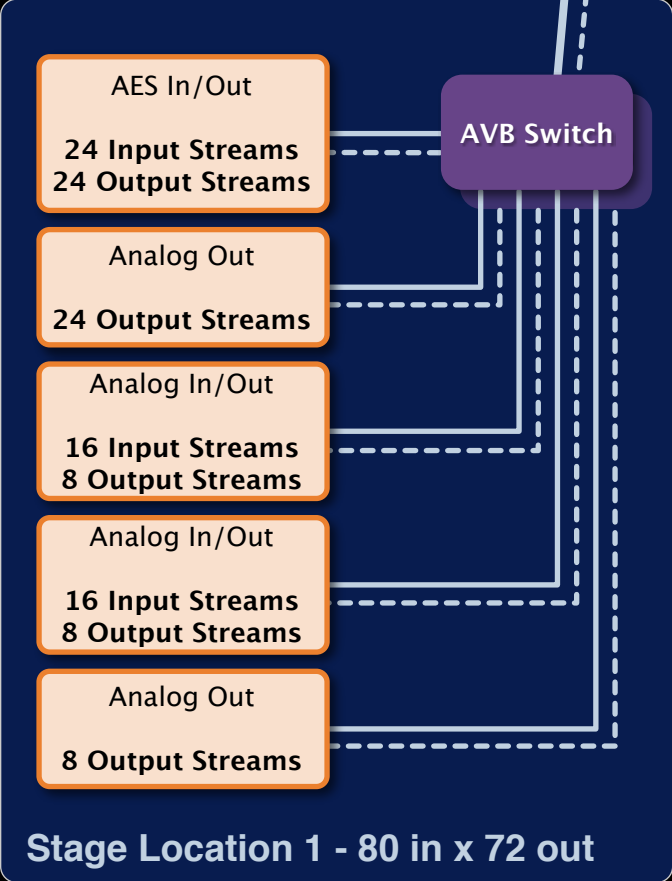 AES In/Out
24 Input Streams
24 Output Streams
AVB Switch
Analog Out
24 Output Streams
Analog In/Out
16 Input Streams
8 Output Streams
Analog In/Out
16 Input Streams
8 Output Streams
Analog Out
8 Output Streams
Stage Location 1 - 80 in x 72 out